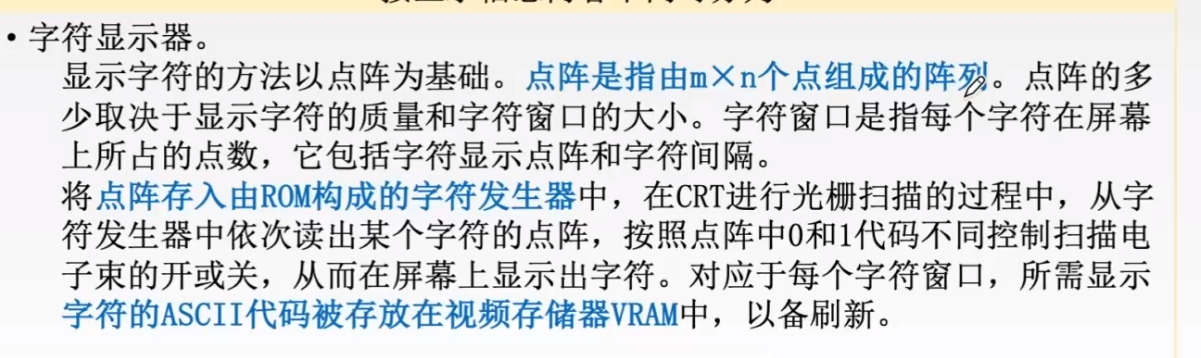 • 字符显示器。
显示字符的方法以点阵为基础。点阵是指由m×n个点组成的阵列。点阵的多
少取决于显示字符的质量和字符窗口的大小。字符窗口是指每个字符在屏幕
上所占的点数，它包括字符显示点阵和字符间隔。
将点阵存入由ROM构成的字符发生器中，在CRT进行光栅扫描的过程中，从字
符发生器中依次读出某个字符的点阵，按照点阵中0和1代码不同控制扫描电
子束的开或关，从而在屏幕上显示出字符。对应于每个字符窗口，所需显示
字符的ASCII代码被存放在视频存储器VRAM中，以备刷新。